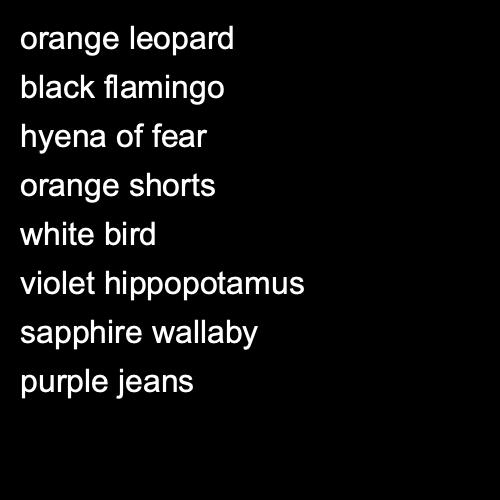 orange leopard
black flamingo
hyena of fear
orange shorts
white bird
violet hippopotamus
sapphire wallaby
purple jeans